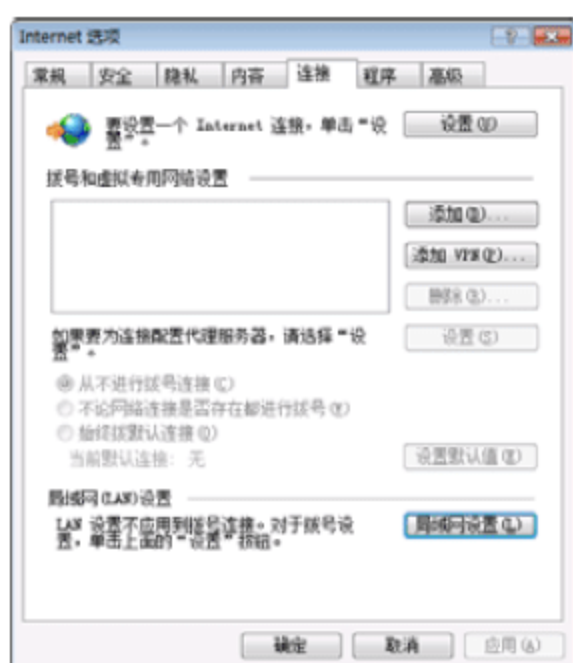 Internet 选项
常规 安全 隐私 内容 连接 程序 高级
要设置一个 Internet 连接，单击“设
置”。
设置(U)
拨号和虚拟专用网络设置
添加(D)...
添加 VPN(P)...
删除(R)...
如果要为连接配置代理服务器，请选择“设
置”。
设置(S)
从不进行拨号连接(C)
不论网络连接是否存在都进行拨号(W)
始终拨默认连接(O)
当前默认连接: 无
设置默认值(E)
局域网(LAN)设置
LAN 设置不应用到拨号连接。对于拨号设
置，单击上面的“设置”按钮。
局域网设置(L)
确定 取消 应用(A)